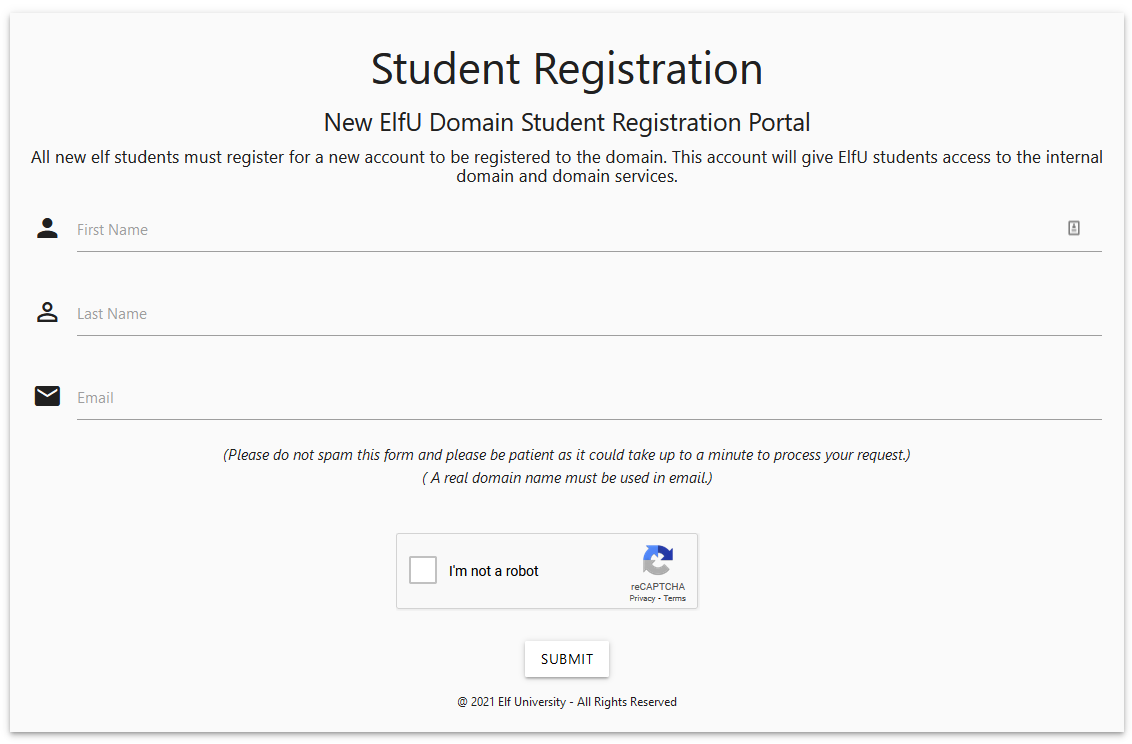 Student Registration
New ElfU Domain Student Registration Portal
All new elf students must register for a new account to be registered to the domain. This account will give ElfU students access to the internal
domain and domain services.
First Name
Last Name
Email
(Please do not spam this form and please be patient as it could take up to a minute to process your request.)
( A real domain name must be used in email.)
I'm not a robot
reCAPTCHA
Privacy - Terms
SUBMIT
@ 2021 Elf University - All Rights Reserved